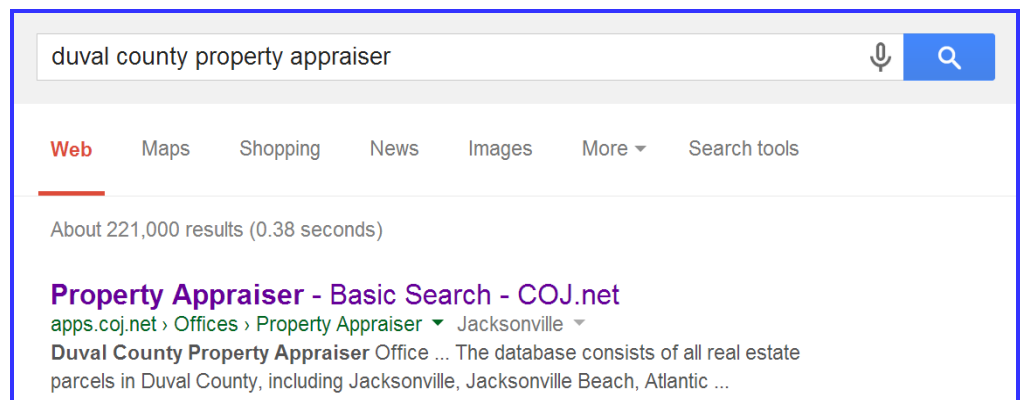 duval county property appraiser
Web Maps Shopping News Images More Search tools
About 221,000 results (0.38 seconds)
Property Appraiser - Basic Search - COJ.net
apps.coj.net › Offices › Property Appraiser Jacksonville
Duval County Property Appraiser Office ... The database consists of all real estate
parcels in Duval County, including Jacksonville, Jacksonville Beach, Atlantic ...